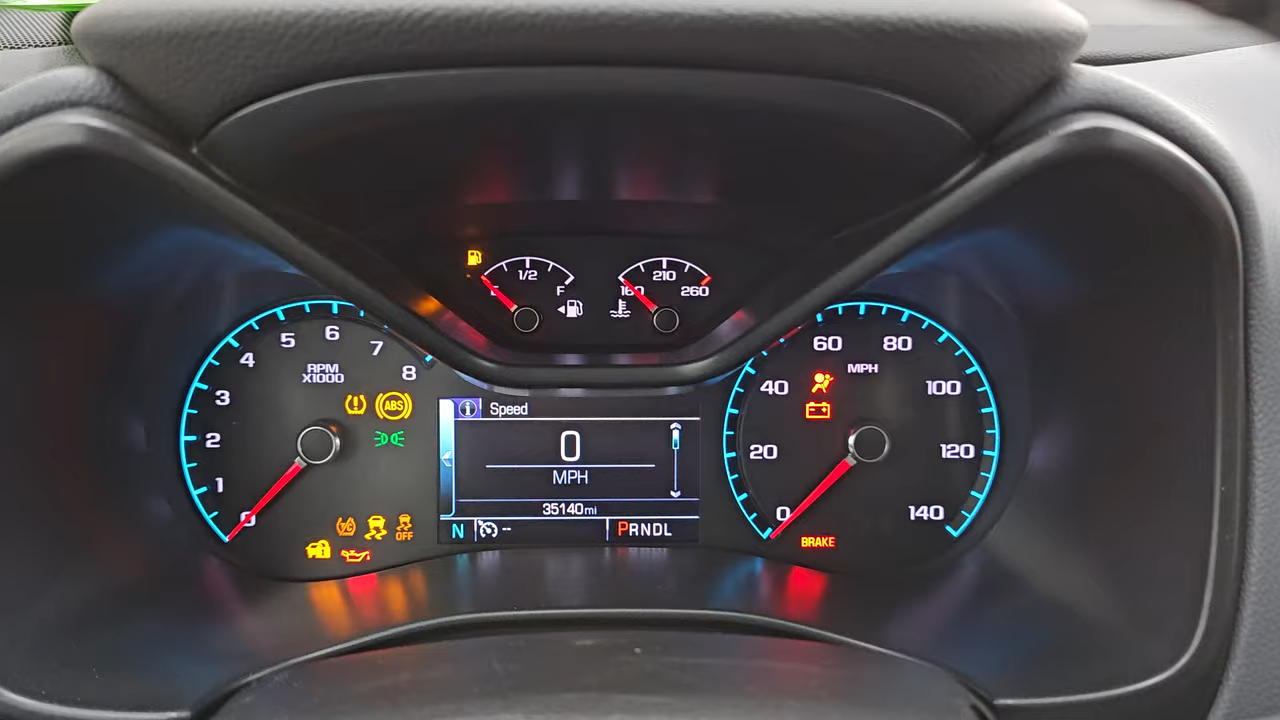 1/2
E F
210
160 260
5 6 7
4 8
RPM
X1000
3
2
1
0
ABS
OFF
Speed
0
MPH
35140mi
N -- PRNDL
60 80
MPH
40 100
20 120
0 140
BRAKE